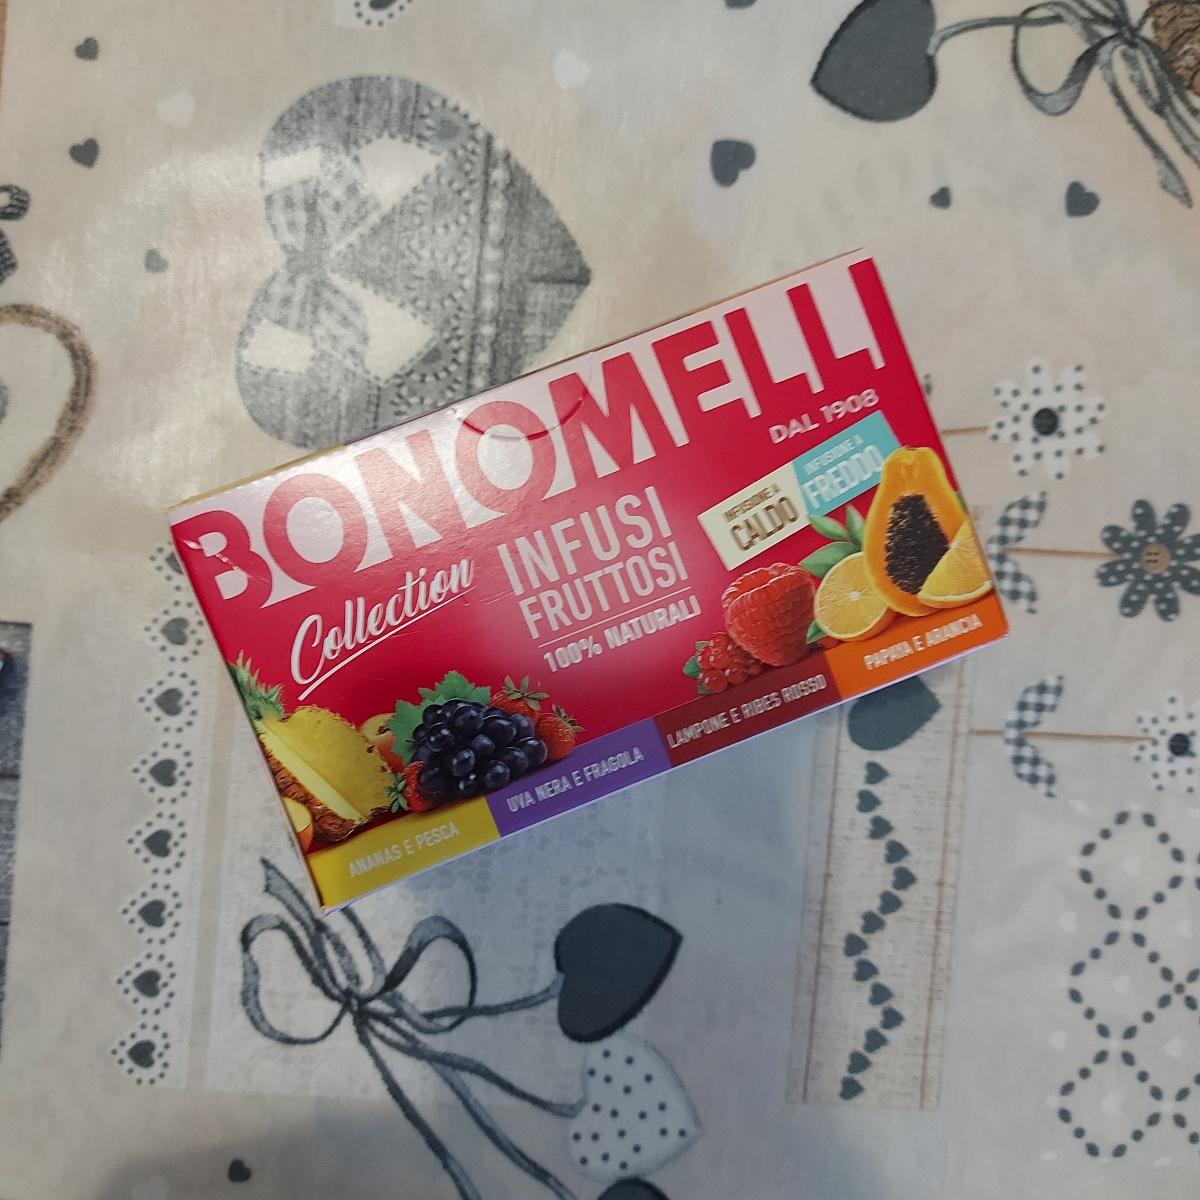 BONOMELLI
DAL 1908
Collection
INFUSI
FRUTTOSI
100% NATURALI
INFUSIONE A
CALDO
INFUSIONE A
FREDDO
ANANAS E PESCA
UVA NERA E FRAGOLA
LAMPONE E RIBES ROSSO
PAPAYA E ARANCIA